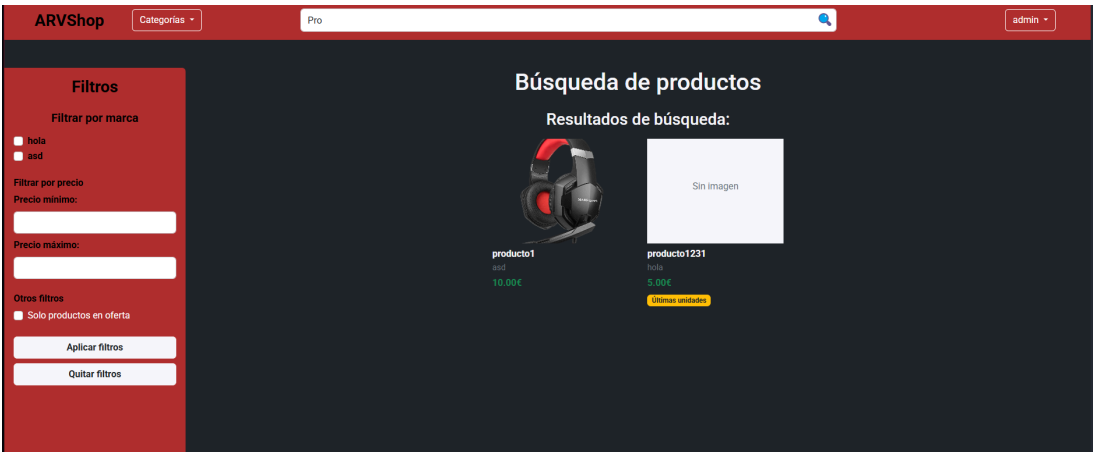 ARVShop
Categorías
Pro
admin
Filtros
Filtrar por marca
hola
asd
Filtrar por precio
Precio mínimo:
Precio máximo:
Otros filtros
Solo productos en oferta
Aplicar filtros
Quitar filtros
Búsqueda de productos
Resultados de búsqueda:
producto1
asd
10.00€
Sin imagen
producto1231
hola
5.00€
Últimas unidades